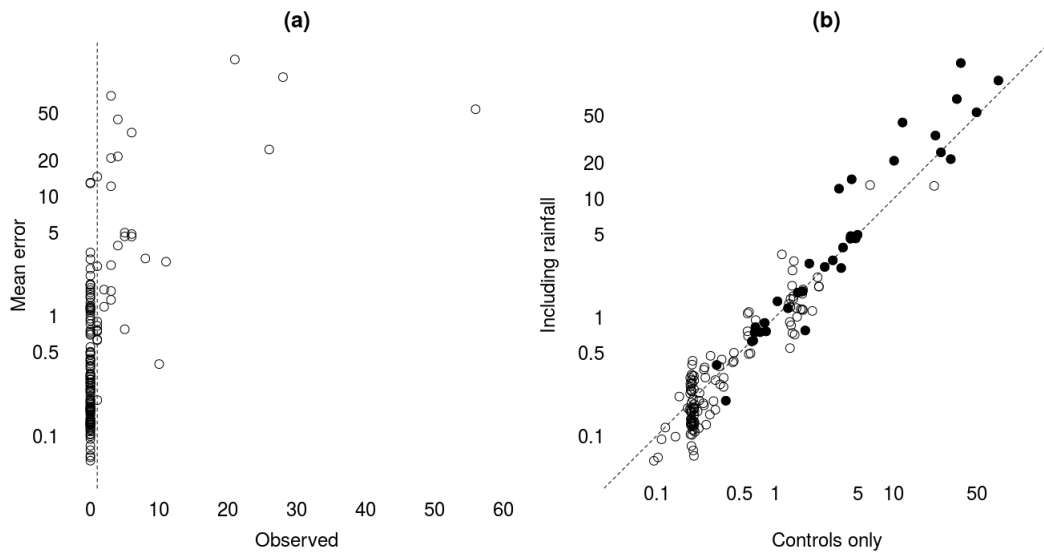 (a)
Mean error
50
20
10
5
1
0.5
0.1
0 10 20 30 40 50 60
Observed
(b)
Including rainfall
50
20
10
5
1
0.5
0.1
0.1 0.5 1 5 10 50
Controls only